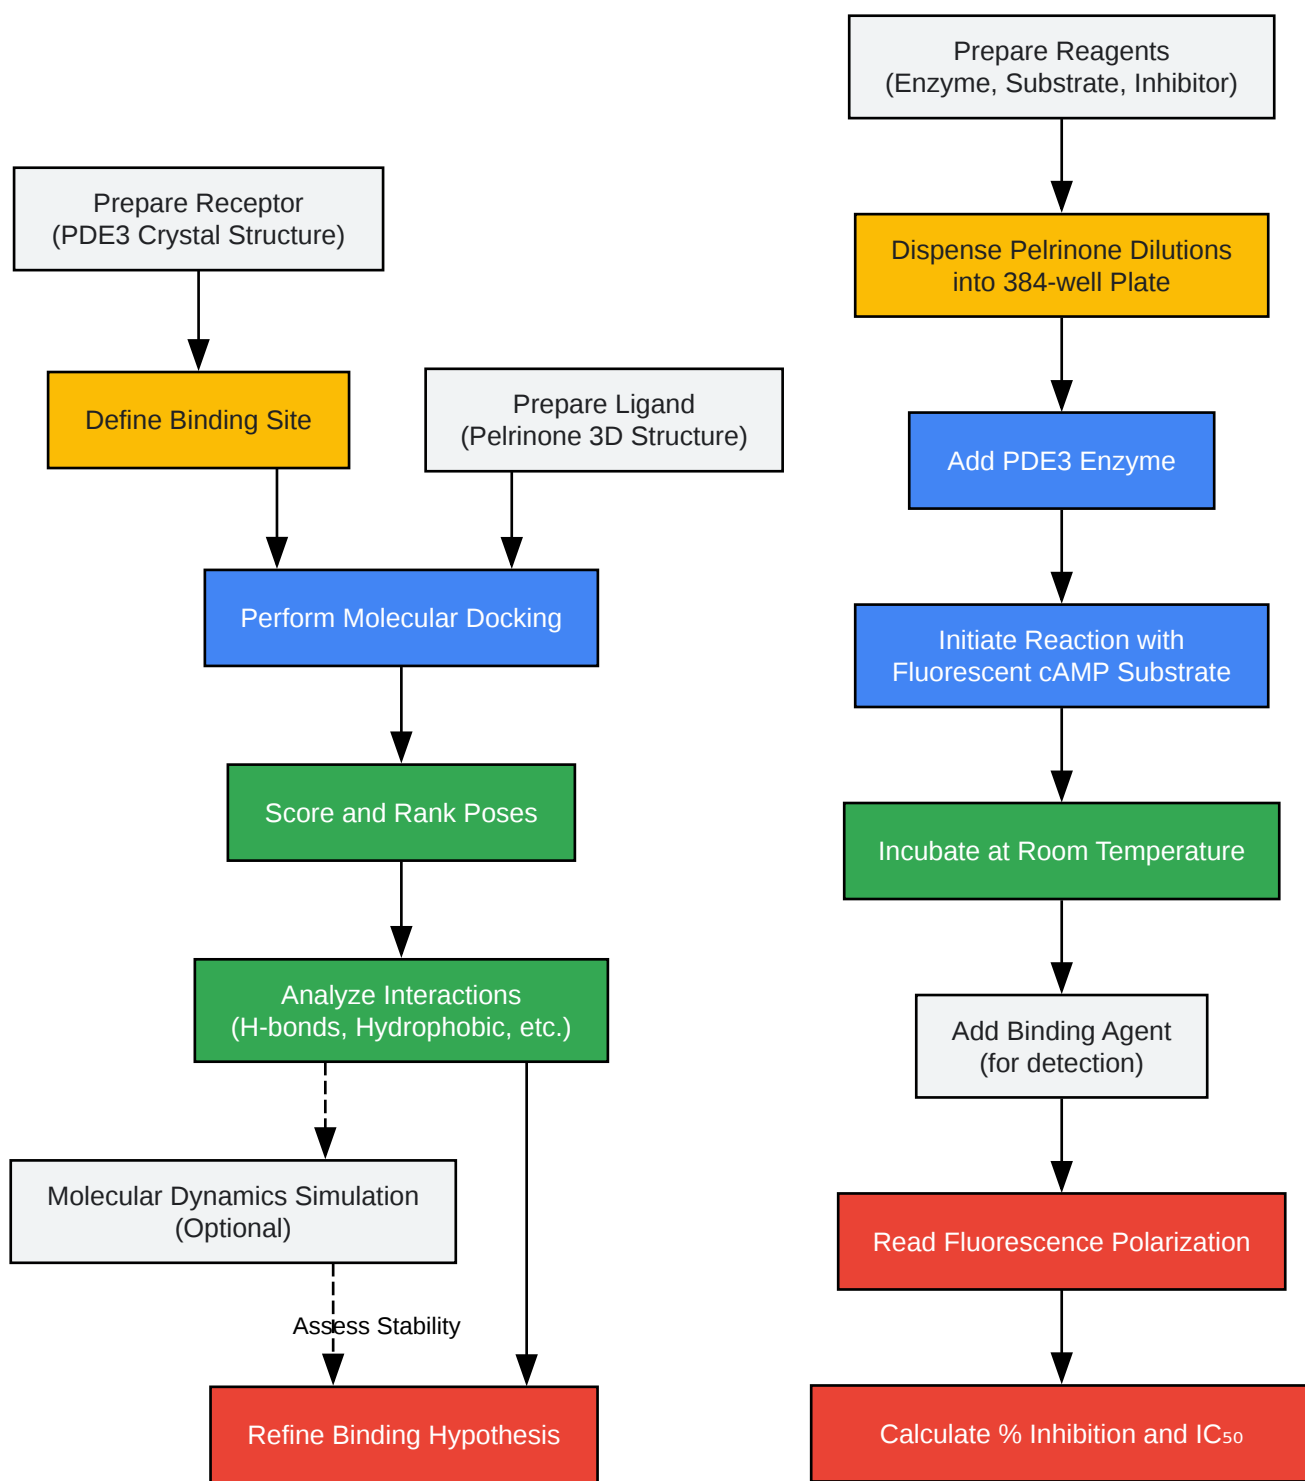 Prepare Receptor
(PDE3 Crystal Structure)
Define Binding Site
Prepare Ligand
(Pelrinone 3D Structure)
Perform Molecular Docking
Score and Rank Poses
Analyze Interactions
(H-bonds, Hydrophobic, etc.)
Molecular Dynamics Simulation
(Optional)
Assess Stability
Refine Binding Hypothesis
Prepare Reagents
(Enzyme, Substrate, Inhibitor)
Dispense Pelrinone Dilutions
into 384-well Plate
Add PDE3 Enzyme
Initiate Reaction with
Fluorescent cAMP Substrate
Incubate at Room Temperature
Add Binding Agent
(for detection)
Read Fluorescence Polarization
Calculate % Inhibition and IC₅₀